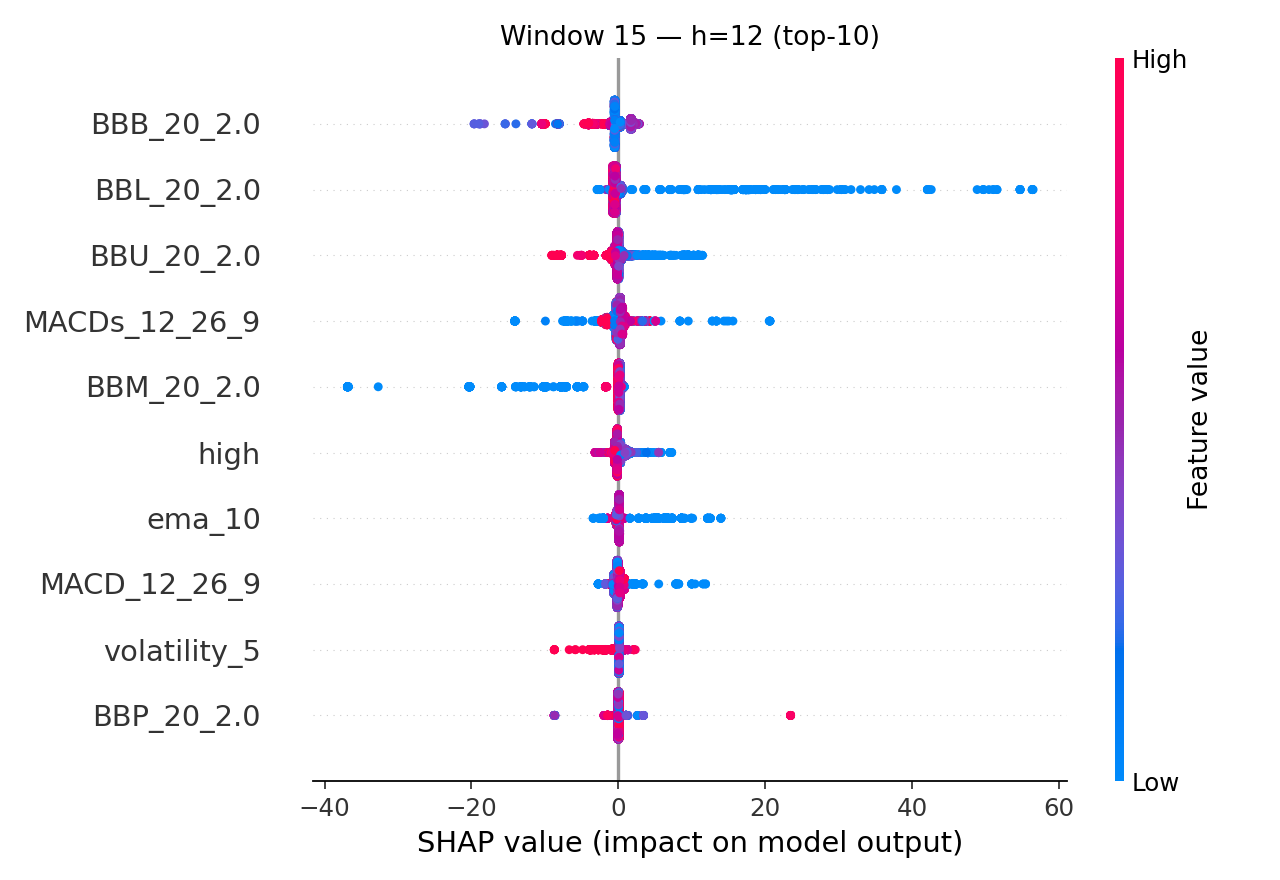 Window 15 — h=12 (top-10)
High
BBB_20_2.0
BBL_20_2.0
BBU_20_2.0
MACDs_12_26_9
BBM_20_2.0
high
ema_10
MACD_12_26_9
volatility_5
BBP_20_2.0
Feature value
Low
−40 −20 0 20 40 60
SHAP value (impact on model output)